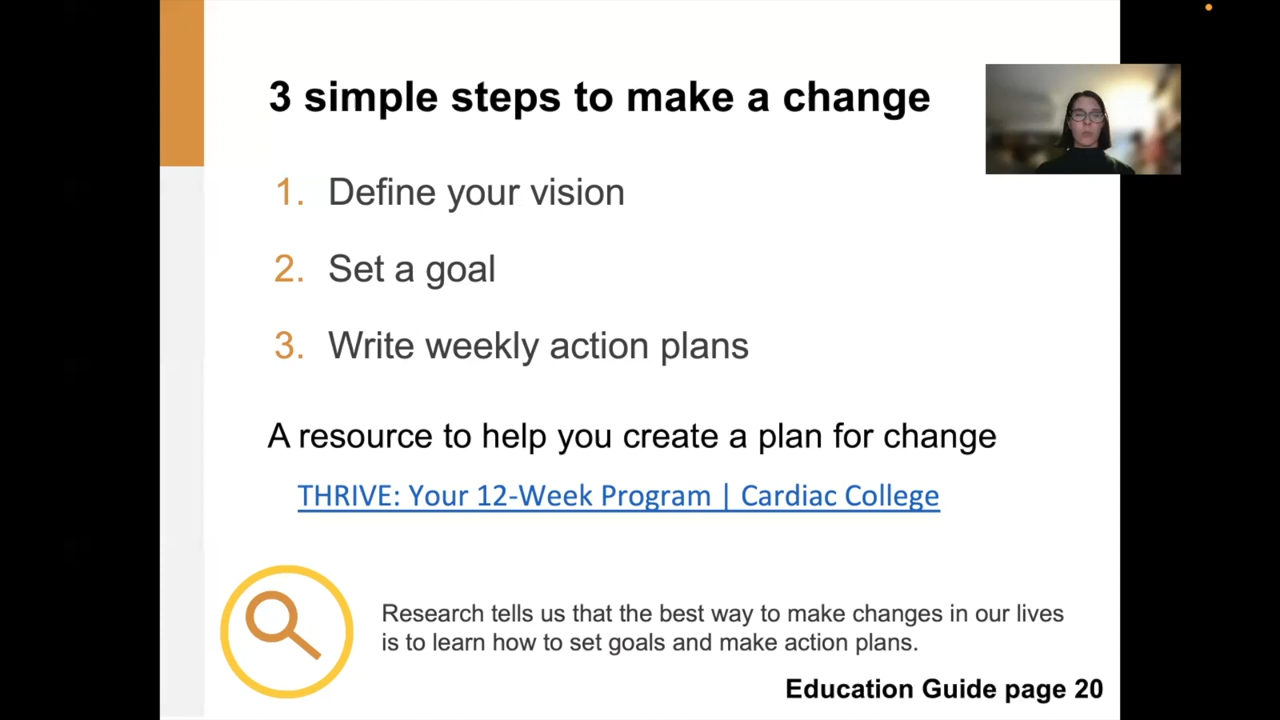 3 simple steps to make a change
1. Define your vision
2. Set a goal
3. Write weekly action plans
A resource to help you create a plan for change
THRIVE: Your 12-Week Program | Cardiac College
Research tells us that the best way to make changes in our lives
is to learn how to set goals and make action plans.
Education Guide page 20